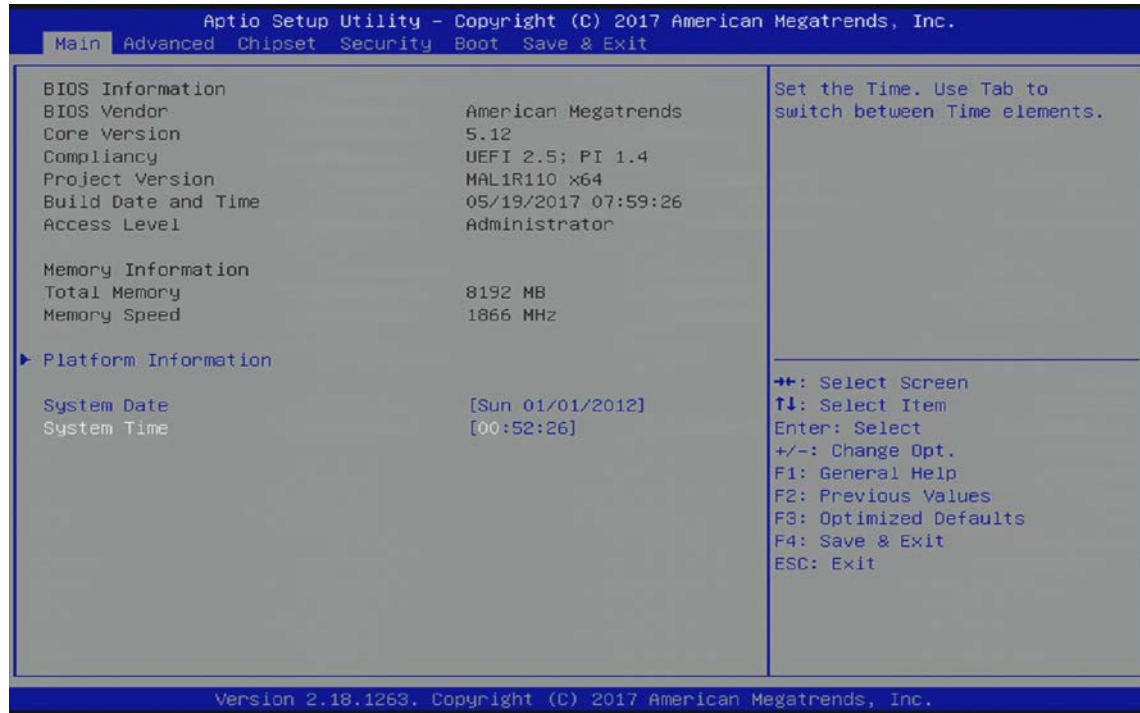 Aptio Setup Utility – Copyright (C) 2017 American Megatrends, Inc.
Main Advanced Chipset Security Boot Save & Exit
BIOS Information
BIOS Vendor American Megatrends
Core Version 5.12
Compliancy UEFI 2.5; PI 1.4
Project Version MAL1R110 x64
Build Date and Time 05/19/2017 07:59:26
Access Level Administrator
Memory Information
Total Memory 8192 MB
Memory Speed 1866 MHz
▶ Platform Information
System Date [Sun 01/01/2012]
System Time [00:52:26]
Set the Time. Use Tab to
switch between Time elements.
→←: Select Screen
↑↓: Select Item
Enter: Select
+/-: Change Opt.
F1: General Help
F2: Previous Values
F3: Optimized Defaults
F4: Save & Exit
ESC: Exit
Version 2.18.1263. Copyright (C) 2017 American Megatrends, Inc.